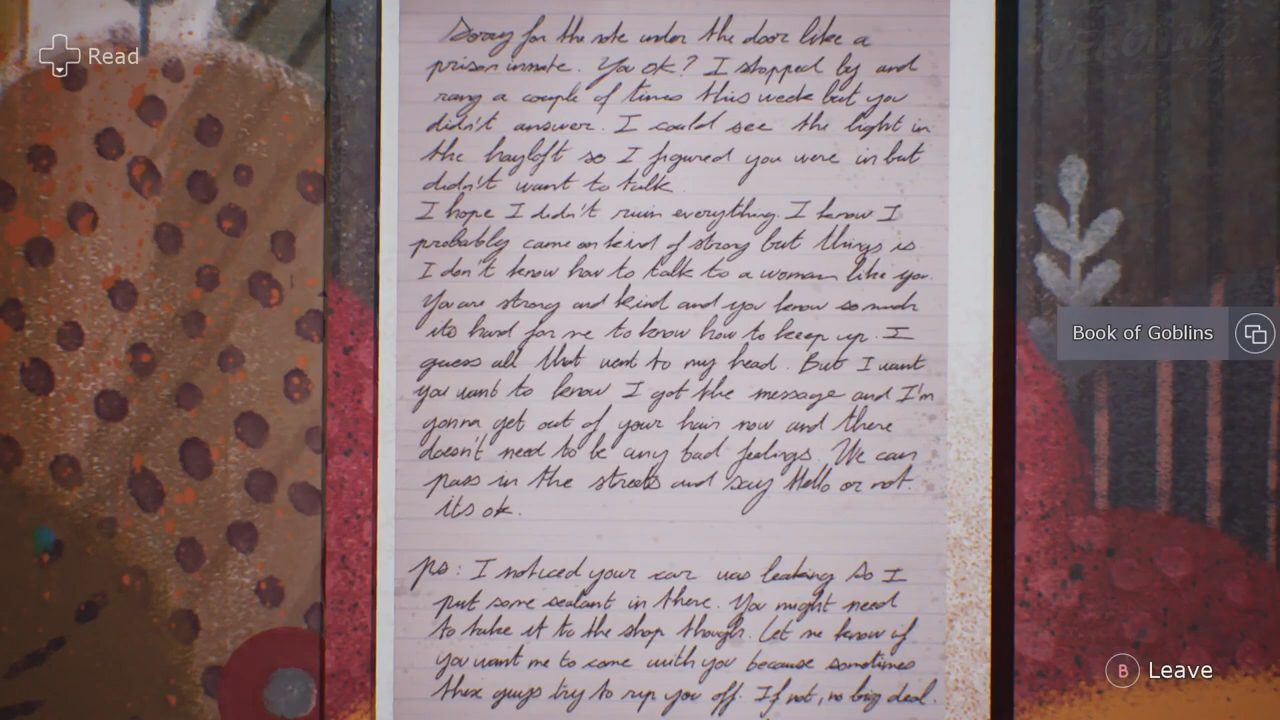 Read
Sorry for the note under the door like a
prison inmate. You ok? I stopped by and
rang a couple of times this week but you
didn't answer. I could see the light in
the hayloft so I figured you were in but
didn't want to talk.
I hope I didn't ruin everything. I know I
probably came on kind of strong but things is
I don't know how to talk to a woman like you.
You are strong and kind and you know so much
its hard for me to know how to keep up. I
guess all that went to my head. But I want
you want to know I got the message and I'm
gonna get out of your hair now and there
doesn't need to be any bad feelings. We can
pass in the streets and say Hello or not
its ok.
ps: I noticed your car was leaking so I
put some sealant in there. You might need
to take it to the shop though. Let me know if
you want me to come with you because sometimes
these guys try to rip you off. If not, no big deal.
Book of Goblins
B Leave